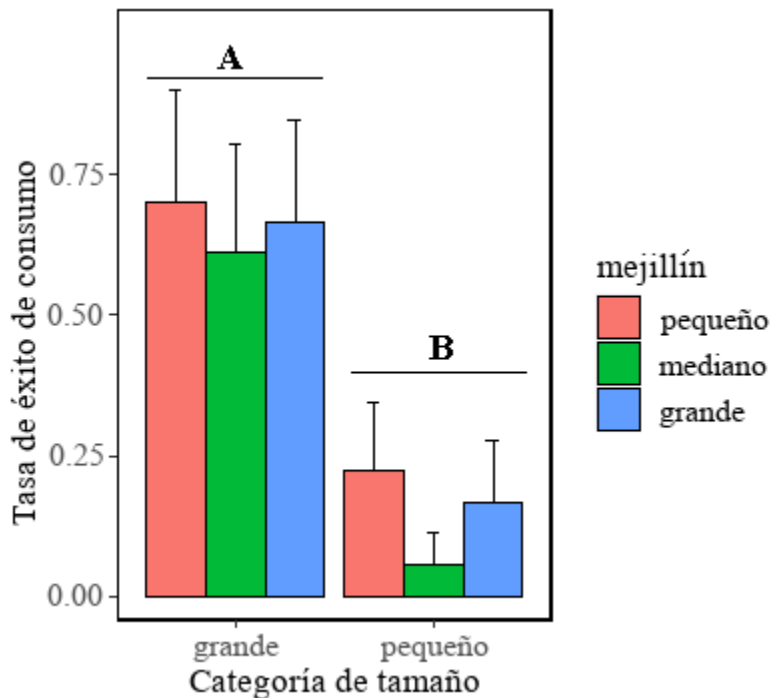 A
B
Tasa de éxito de consumo
0.75
0.50
0.25
0.00
grande
pequeño
Categoría de tamaño
mejillín
pequeño
mediano
grande